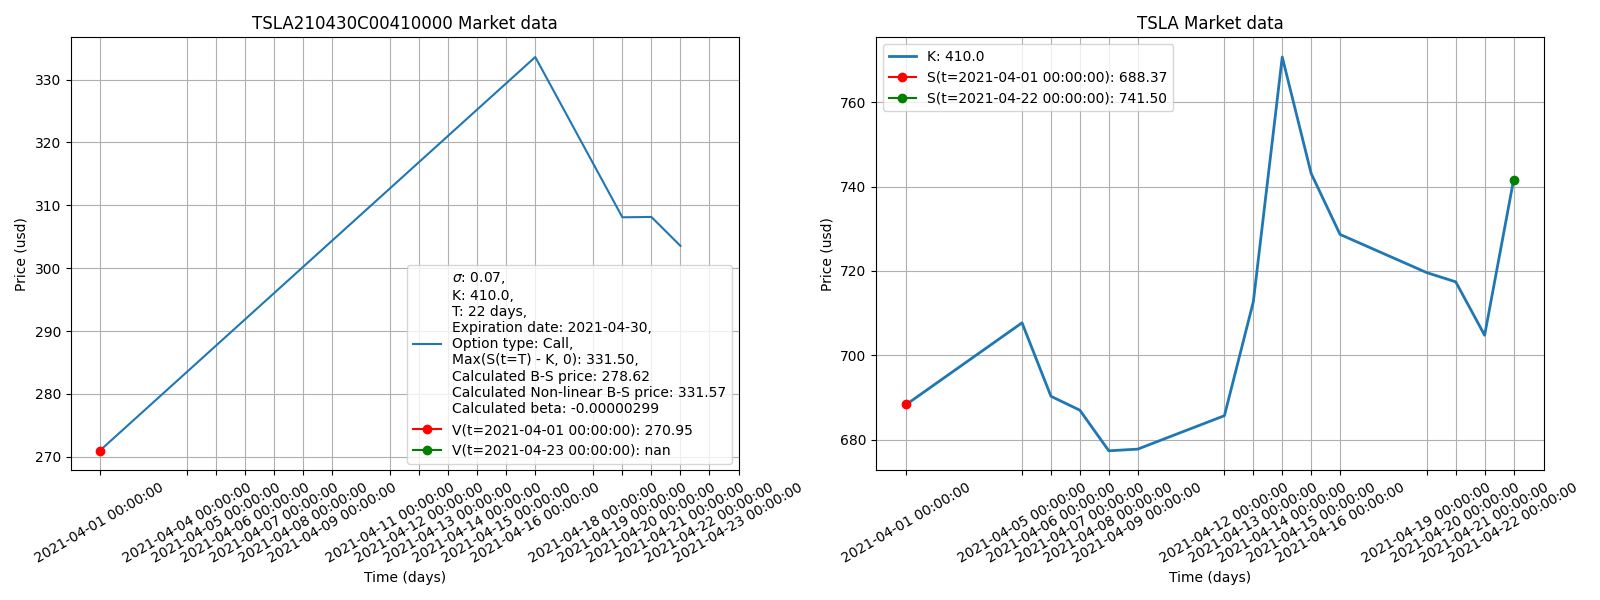 TSLA210430C00410000 Market data
Price (usd)
330
320
310
300
290
280
270
σ: 0.07,
K: 410.0,
T: 22 days,
Expiration date: 2021-04-30,
Option type: Call,
Max(S(t=T) - K, 0): 331.50,
Calculated B-S price: 278.62
Calculated Non-linear B-S price: 331.57
Calculated beta: -0.00000299
V(t=2021-04-01 00:00:00): 270.95
V(t=2021-04-23 00:00:00): nan
2021-04-01 00:00:00
2021-04-04 00:00:00
2021-04-05 00:00:00
2021-04-06 00:00:00
2021-04-07 00:00:00
2021-04-08 00:00:00
2021-04-09 00:00:00
2021-04-11 00:00:00
2021-04-12 00:00:00
2021-04-13 00:00:00
2021-04-14 00:00:00
2021-04-15 00:00:00
2021-04-16 00:00:00
2021-04-18 00:00:00
2021-04-19 00:00:00
2021-04-20 00:00:00
2021-04-21 00:00:00
2021-04-22 00:00:00
2021-04-23 00:00:00
Time (days)
TSLA Market data
Price (usd)
760
740
720
700
680
K: 410.0
S(t=2021-04-01 00:00:00): 688.37
S(t=2021-04-22 00:00:00): 741.50
2021-04-01 00:00:00
2021-04-05 00:00:00
2021-04-06 00:00:00
2021-04-07 00:00:00
2021-04-08 00:00:00
2021-04-09 00:00:00
2021-04-12 00:00:00
2021-04-13 00:00:00
2021-04-14 00:00:00
2021-04-15 00:00:00
2021-04-16 00:00:00
2021-04-19 00:00:00
2021-04-20 00:00:00
2021-04-21 00:00:00
2021-04-22 00:00:00
Time (days)